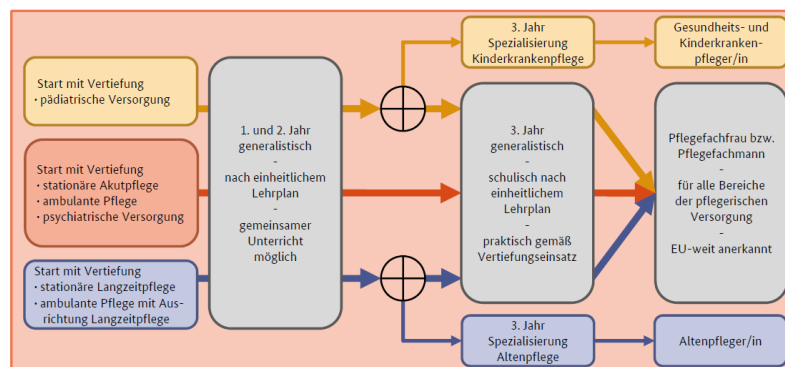 Start mit Vertiefung
· pädiatrische Versorgung
Start mit Vertiefung
· stationäre Akutpflege
· ambulante Pflege
· psychiatrische Versorgung
Start mit Vertiefung
· stationäre Langzeitpflege
· ambulante Pflege mit Aus-
richtung Langzeitpflege
1. und 2. Jahr
generalistisch
-
nach einheitlichem
Lehrplan
-
gemeinsamer
Unterricht
möglich
3. Jahr
Spezialisierung
Kinderkrankenpflege
3. Jahr
generalistisch
-
schulisch nach
einheitlichem
Lehrplan
-
praktisch gemäß
Vertiefungseinsatz
3. Jahr
Spezialisierung
Altenpflege
Gesundheits- und
Kinderkranken-
pfleger/in
Pflegefachfrau bzw.
Pflegefachmann
-
für alle Bereiche
der pflegerischen
Versorgung
-
EU-weit anerkannt
Altenpfleger/in